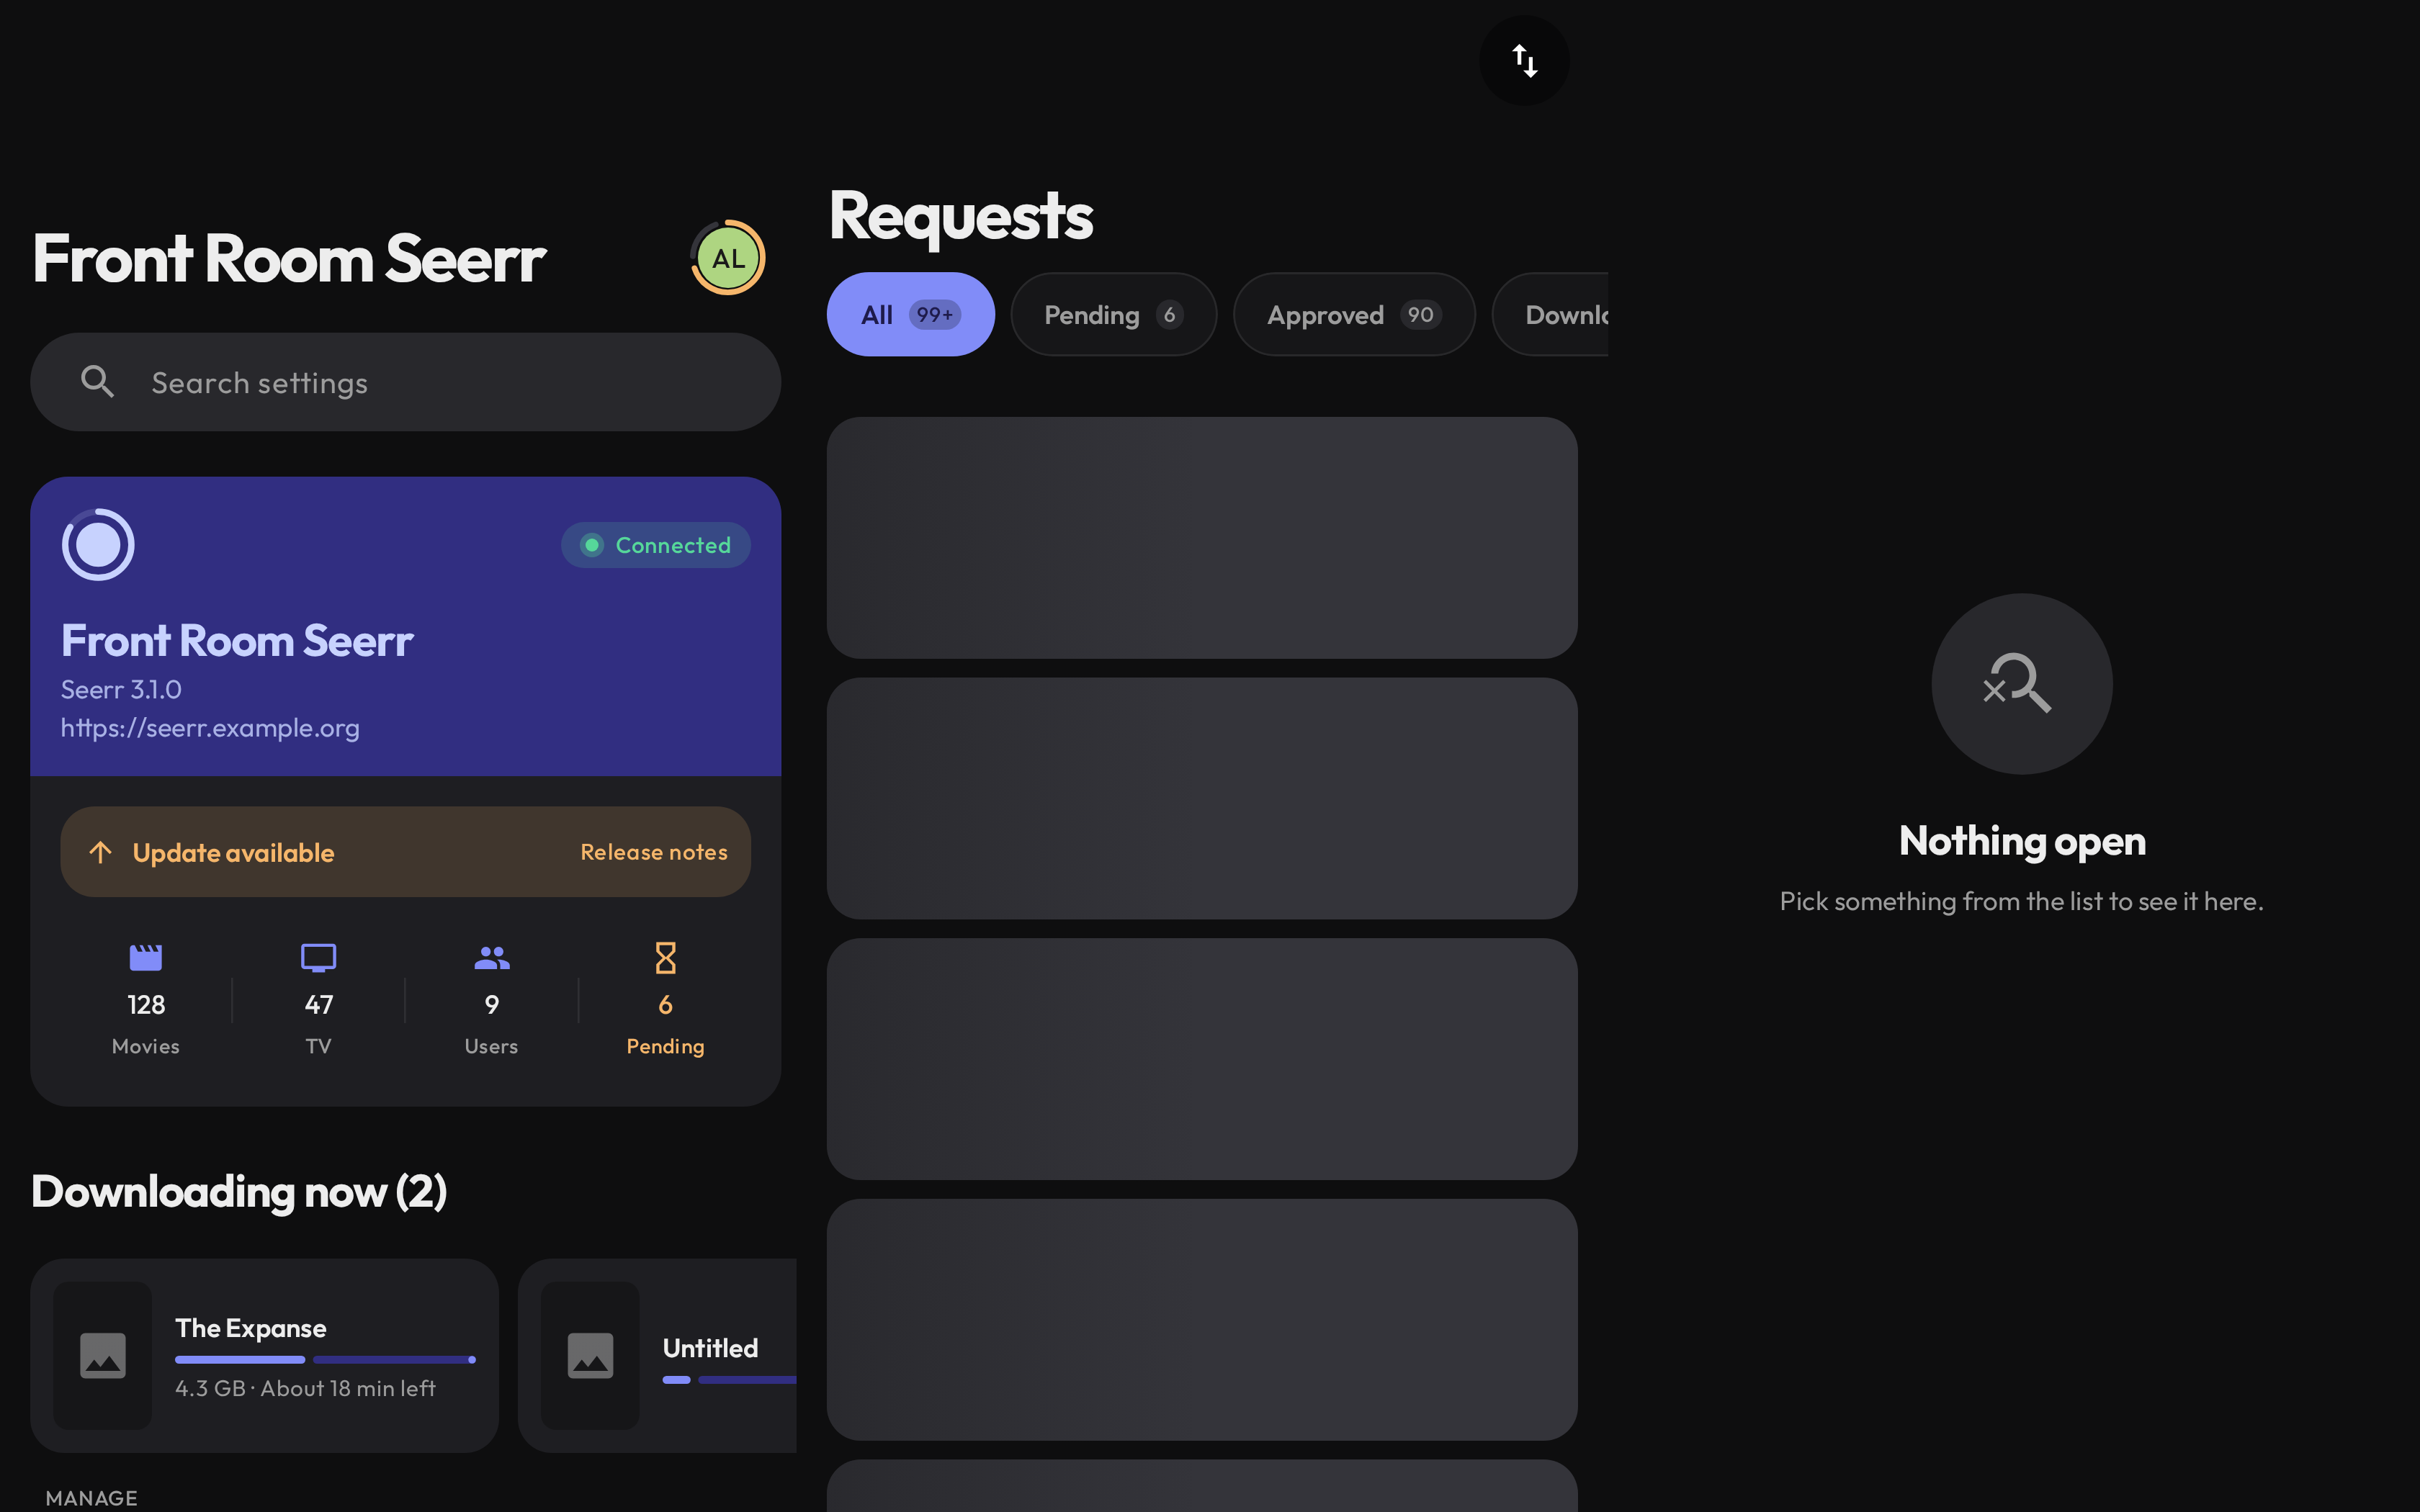 Front Room Seerr
AL
Search settings
Connected
Front Room Seerr
Seerr 3.1.0
https://seerr.example.org
Update available
Release notes
128
47
9
6
Movies
TV
Users
Pending
Downloading now (2)
The Expanse
4.3 GB · About 18 min left
Untitled
MANAGE
Requests
All 99+
Pending 6
Approved 90
Downlo
Nothing open
Pick something from the list to see it here.